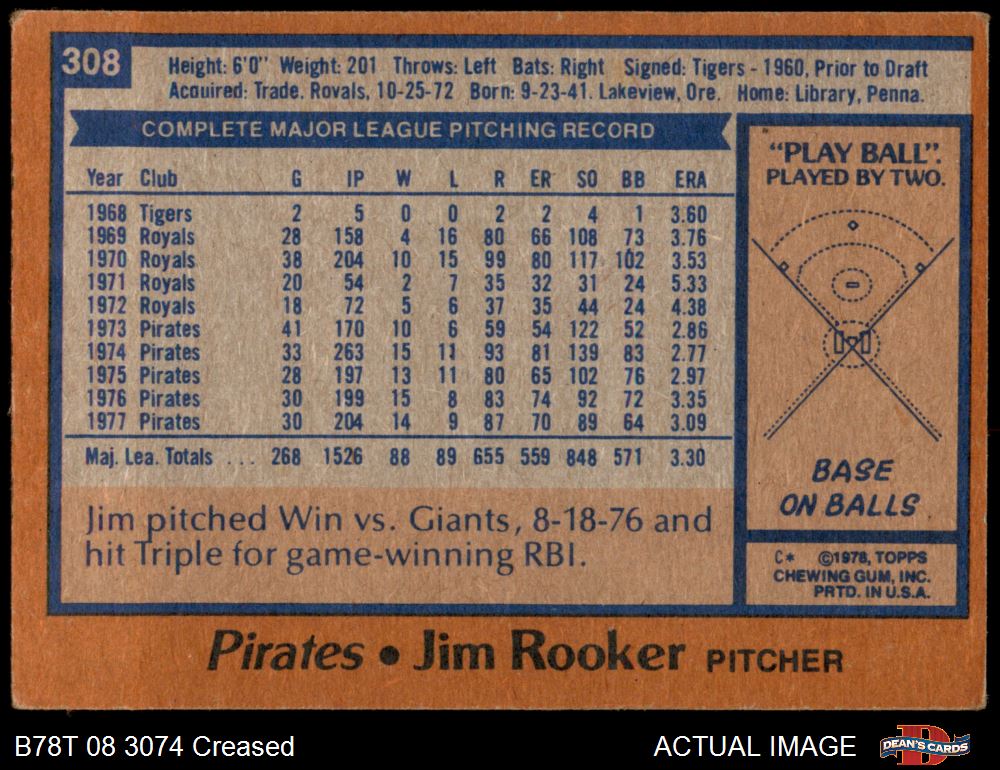 308
Height: 6'0" Weight: 201 Throws: Left Bats: Right Signed: Tigers - 1960, Prior to Draft
Acquired: Trade, Royals, 10-25-72 Born: 9-23-41, Lakeview, Ore. Home: Library, Penna.
COMPLETE MAJOR LEAGUE PITCHING RECORD
Year Club G IP W L R ER SO BB ERA
1968 Tigers 2 5 0 0 2 2 4 1 3.60
1969 Royals 28 158 4 16 80 66 108 73 3.76
1970 Royals 38 204 10 15 99 80 117 102 3.53
1971 Royals 20 54 2 7 35 32 31 24 5.33
1972 Royals 18 72 5 6 37 35 44 24 4.38
1973 Pirates 41 170 10 6 59 54 122 52 2.86
1974 Pirates 33 263 15 11 93 81 139 83 2.77
1975 Pirates 28 197 13 11 80 65 102 76 2.97
1976 Pirates 30 199 15 8 83 74 92 72 3.35
1977 Pirates 30 204 14 9 87 70 89 64 3.09
Maj. Lea. Totals ... 268 1526 88 89 655 559 848 571 3.30
Jim pitched Win vs. Giants, 8-18-76 and
hit Triple for game-winning RBI.
"PLAY BALL".
PLAYED BY TWO.
BASE
ON BALLS
C* ©1978, TOPPS
CHEWING GUM, INC.
PRTD. IN U.S.A.
Pirates • Jim Rooker PITCHER
B78T 08 3074 Creased
ACTUAL IMAGE
D
DEAN'S CARDS